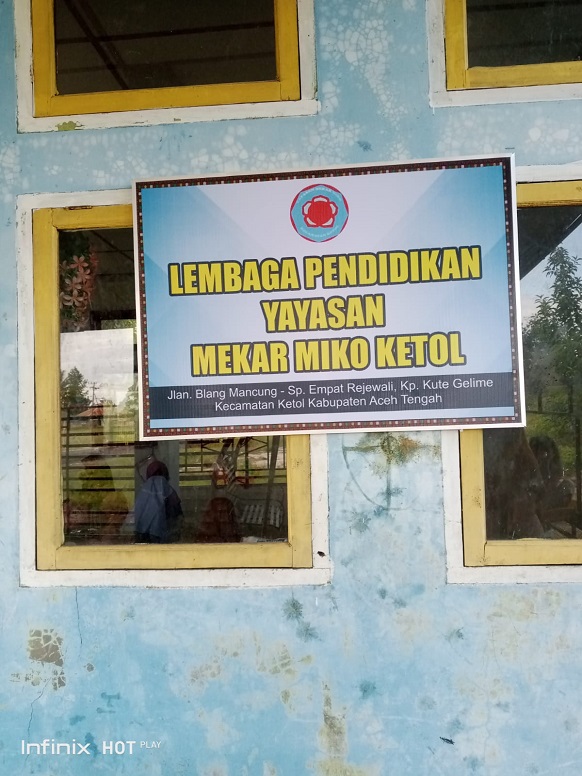 LEMBAGA PENDIDIKAN
YAYASAN
MEKAR MIKO KETOL
Jlan. Blang Mancung - Sp. Empat Rejewali, Kp. Kute Gelime
Kecamatan Ketol Kabupaten Aceh Tengah
Infinix HOT PLAY